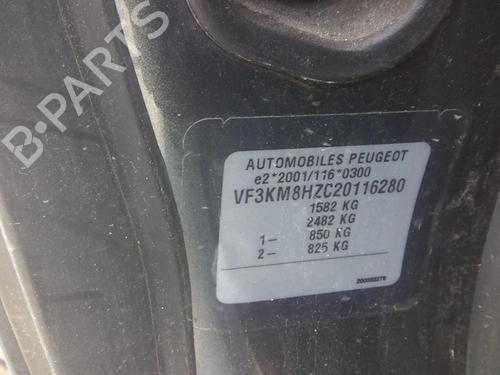 B-PARTS
AUTOMOBILES PEUGEOT
e2*2001/116*0300
VF3KM8HZC20116280
1582 KG
2482 KG
1- 850 KG
2- 825 KG